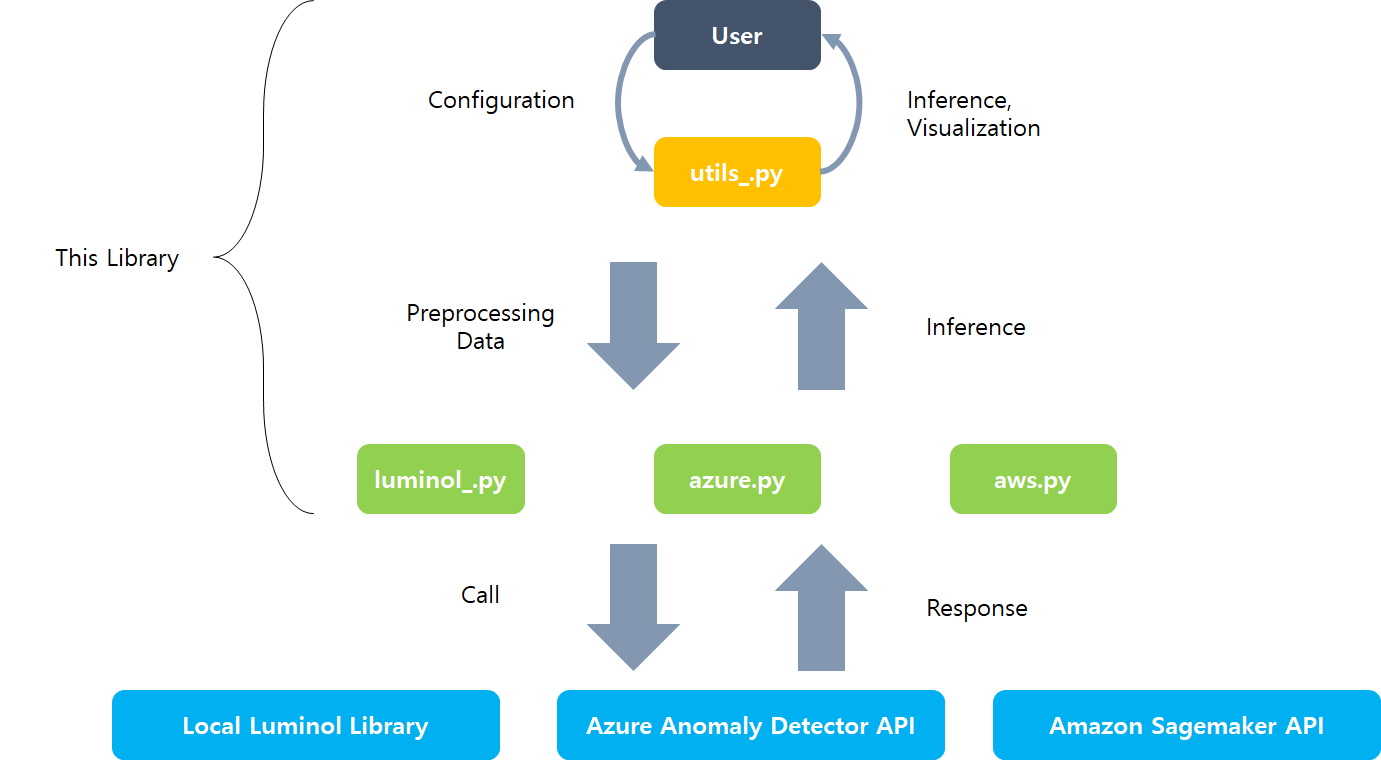 User
Configuration
Inference,
Visualization
utils_.py
This Library
Preprocessing
Data
Inference
luminol_.py
azure.py
aws.py
Call
Response
Local Luminol Library
Azure Anomaly Detector API
Amazon Sagemaker API